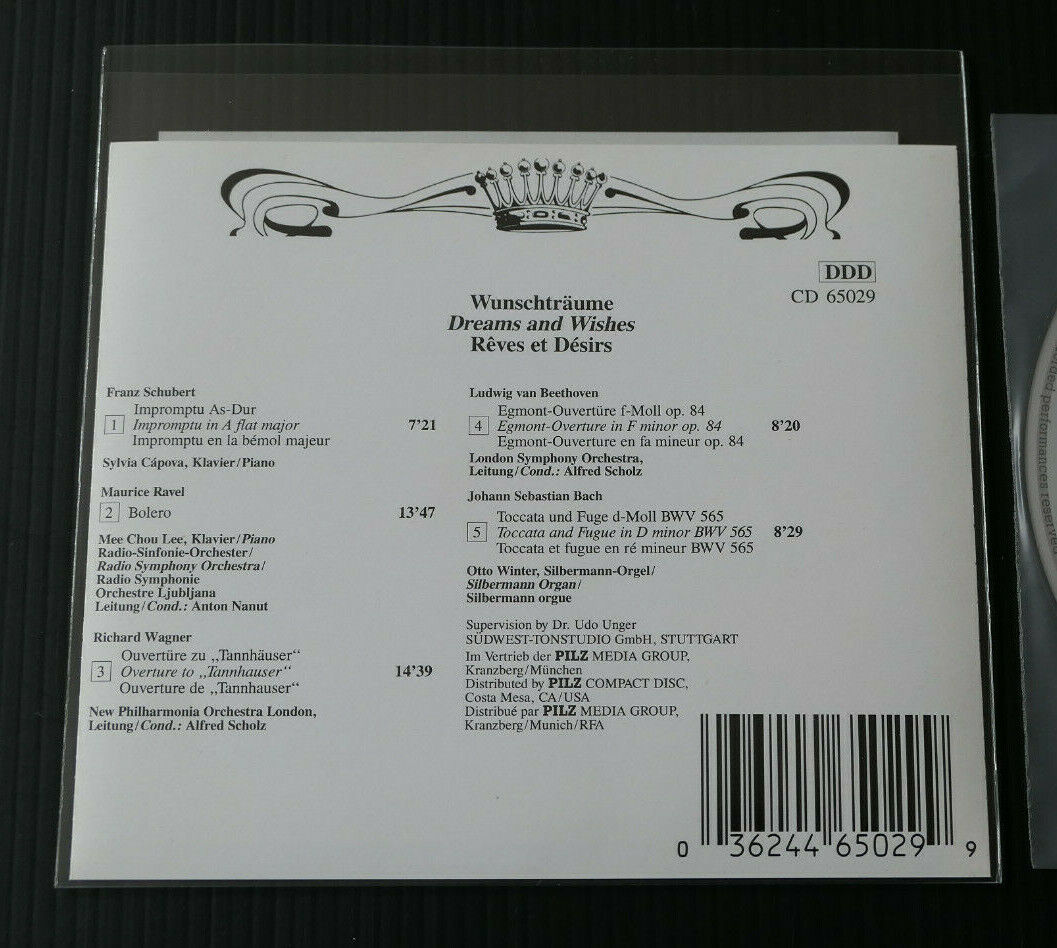 DDD
CD 65029
Wunschträume
Dreams and Wishes
Rêves et Désirs
Franz Schubert
Impromptu As-Dur
1 Impromptu in A flat major 7'21
Impromptu en la bémol majeur
Sylvia Cápova, Klavier/Piano
Maurice Ravel
2 Bolero 13'47
Mee Chou Lee, Klavier/Piano
Radio-Sinfonie-Orchester/
Radio Symphony Orchestra/
Radio Symphonie
Orchestre Ljubljana
Leitung/Cond.: Anton Nanut
Richard Wagner
Ouvertüre zu „Tannhäuser“
3 Overture to „Tannhauser“ 14'39
Ouverture de „Tannhauser“
New Philharmonia Orchestra London,
Leitung/Cond.: Alfred Scholz
Ludwig van Beethoven
Egmont-Ouvertüre f-Moll op. 84
4 Egmont-Overture in F minor op. 84 8'20
Egmont-Ouverture en fa mineur op. 84
London Symphony Orchestra,
Leitung/Cond.: Alfred Scholz
Johann Sebastian Bach
Toccata und Fuge d-Moll BWV 565
5 Toccata and Fugue in D minor BWV 565 8'29
Toccata et fugue en ré mineur BWV 565
Otto Winter, Silbermann-Orgel/
Silbermann Organ/
Silbermann orgue
Supervision by Dr. Udo Unger
SÜDWEST-TONSTUDIO GmbH, STUTTGART
Im Vertrieb der PILZ MEDIA GROUP,
Kranzberg/München
Distributed by PILZ COMPACT DISC,
Costa Mesa, CA/USA
Distribué par PILZ MEDIA GROUP,
Kranzberg/Munich/RFA
0 36244 65029 9
performances reserve